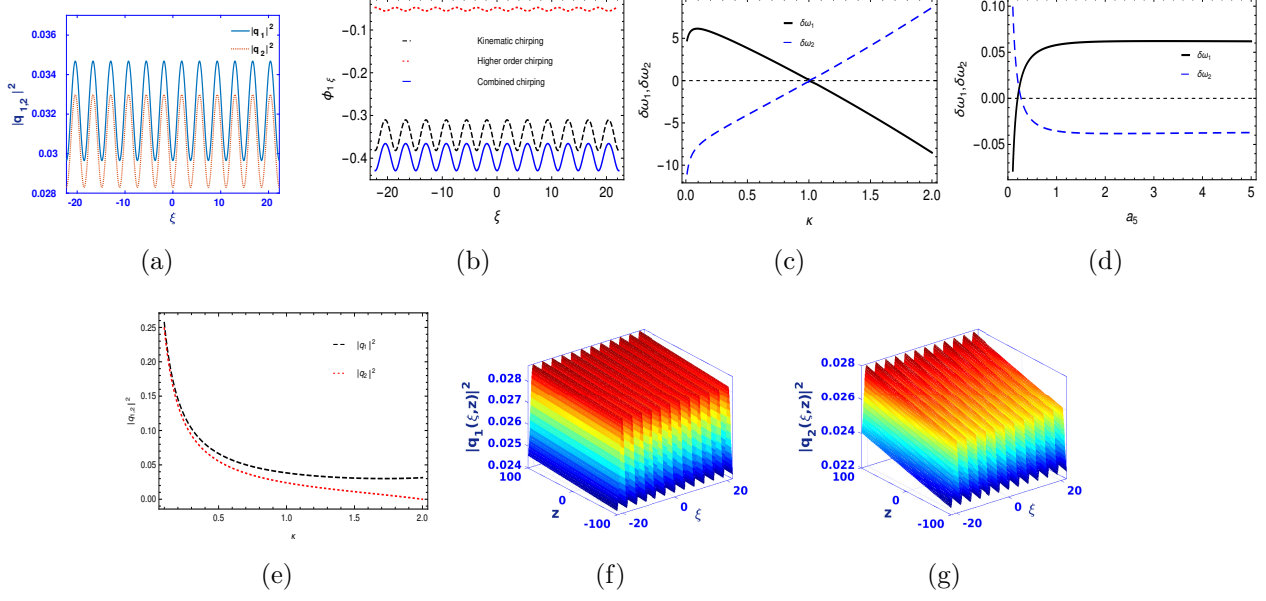 |q₁|²
|q₂|²
|q₁,₂|²
0.036
0.034
0.032
0.03
0.028
-20
-10
0
10
20
ξ
(a)
Kinematic chirping
Higher order chirping
Combined chirping
ϕ₁ξ
−0.1
−0.2
−0.3
−0.4
−20
−10
0
10
20
ξ
(b)
δω₁
δω₂
δω₁,δω₂
5
0
−5
−10
0.0
0.5
1.0
1.5
2.0
κ
(c)
δω₁
δω₂
δω₁,δω₂
0.10
0.05
0.00
−0.05
0
1
2
3
4
5
a₅
(d)
|q₁|²
|q₂|²
|q₁,₂|²
0.25
0.20
0.15
0.10
0.05
0.00
0.5
1.0
1.5
2.0
κ
(e)
|q₁(ξ,z)|²
0.028
0.027
0.026
0.025
0.024
100
0
-100
z
-20
0
20
ξ
(f)
|q₂(ξ,z)|²
0.028
0.026
0.024
0.022
100
0
-100
z
-20
0
20
ξ
(g)